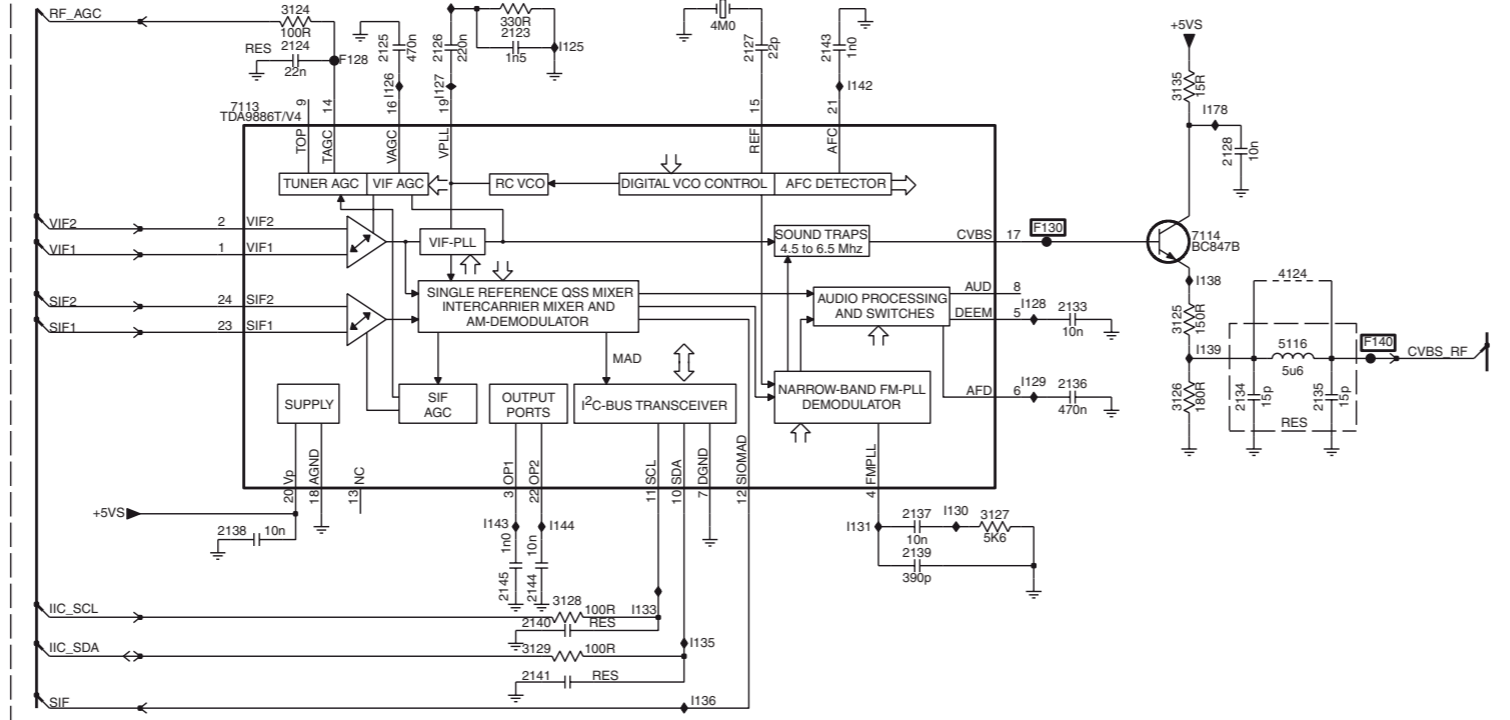 RF_AGC
3124
100R
RES
2124
22n
F128
2125
470n
I126
2126
220n
I127
330R
2123
1n5
I125
4M0
2127
22p
2143
1n0
I142
+5VS
3135
15R
I178
2128
10n
7113
TDA9886T/V4
9
14
16
19
15
21
TOP
TAGC
VAGC
VPLL
REF
AFC
TUNER AGC
VIF AGC
RC VCO
DIGITAL VCO CONTROL
AFC DETECTOR
VIF2
2
VIF2
VIF1
1
VIF1
VIF-PLL
SOUND TRAPS
4.5 to 6.5 Mhz
CVBS
17
F130
7114
BC847B
I138
SIF2
24
SIF2
SIF1
23
SIF1
SINGLE REFERENCE QSS MIXER
INTERCARRIER MIXER AND
AM-DEMODULATOR
AUDIO PROCESSING
AND SWITCHES
AUD
8
DEEM
5
I128
2133
10n
3125
150R
4124
I139
5116
5u6
F140
CVBS_RF
MAD
SUPPLY
SIF
AGC
OUTPUT
PORTS
I2C-BUS TRANSCEIVER
NARROW-BAND FM-PLL
DEMODULATOR
AFD
6
I129
2136
470n
3126
180R
2134
15p
2135
15p
RES
20 Vp
18 AGND
13 NC
3 OP1
22 OP2
11 SCL
10 SDA
7 DGND
12 SIOMAD
4 FMPLL
+5VS
2138
10n
I143
I144
1n0
10n
2145
2144
I131
2137
10n
I130
3127
5K6
2139
390p
IIC_SCL
3128
100R
I133
2140
RES
IIC_SDA
3129
100R
I135
2141
RES
SIF
I136